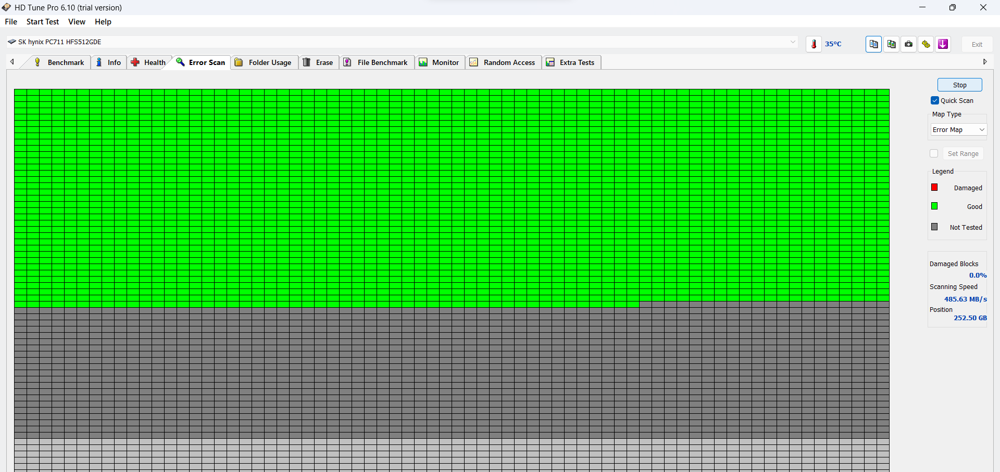 HD Tune Pro 6.10 (trial version)
File Start Test View Help
SK hynix PC711 HFS512GDE
35°C
Exit
Benchmark Info Health Error Scan Folder Usage Erase File Benchmark Monitor Random Access Extra Tests
Stop
Quick Scan
Map Type
Error Map
Set Range
Legend
Damaged
Good
Not Tested
Damaged Blocks
0.0%
Scanning Speed
485.63 MB/s
Position
252.50 GB